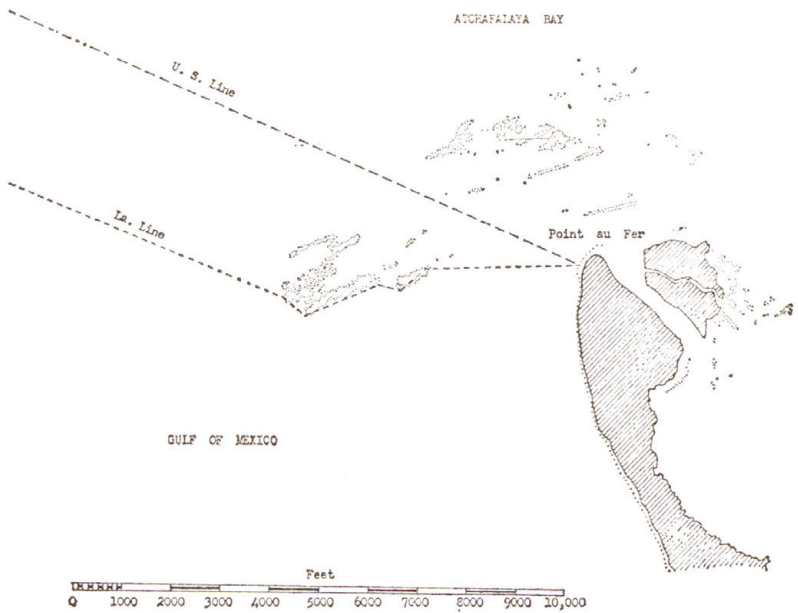 ATCHAFALAYA BAY
U. S. Line
La. Line
Point au Fer
GULF OF MEXICO
Feet
0 1000 2000 3000 4000 5000 6000 7000 8000 9000 10,000